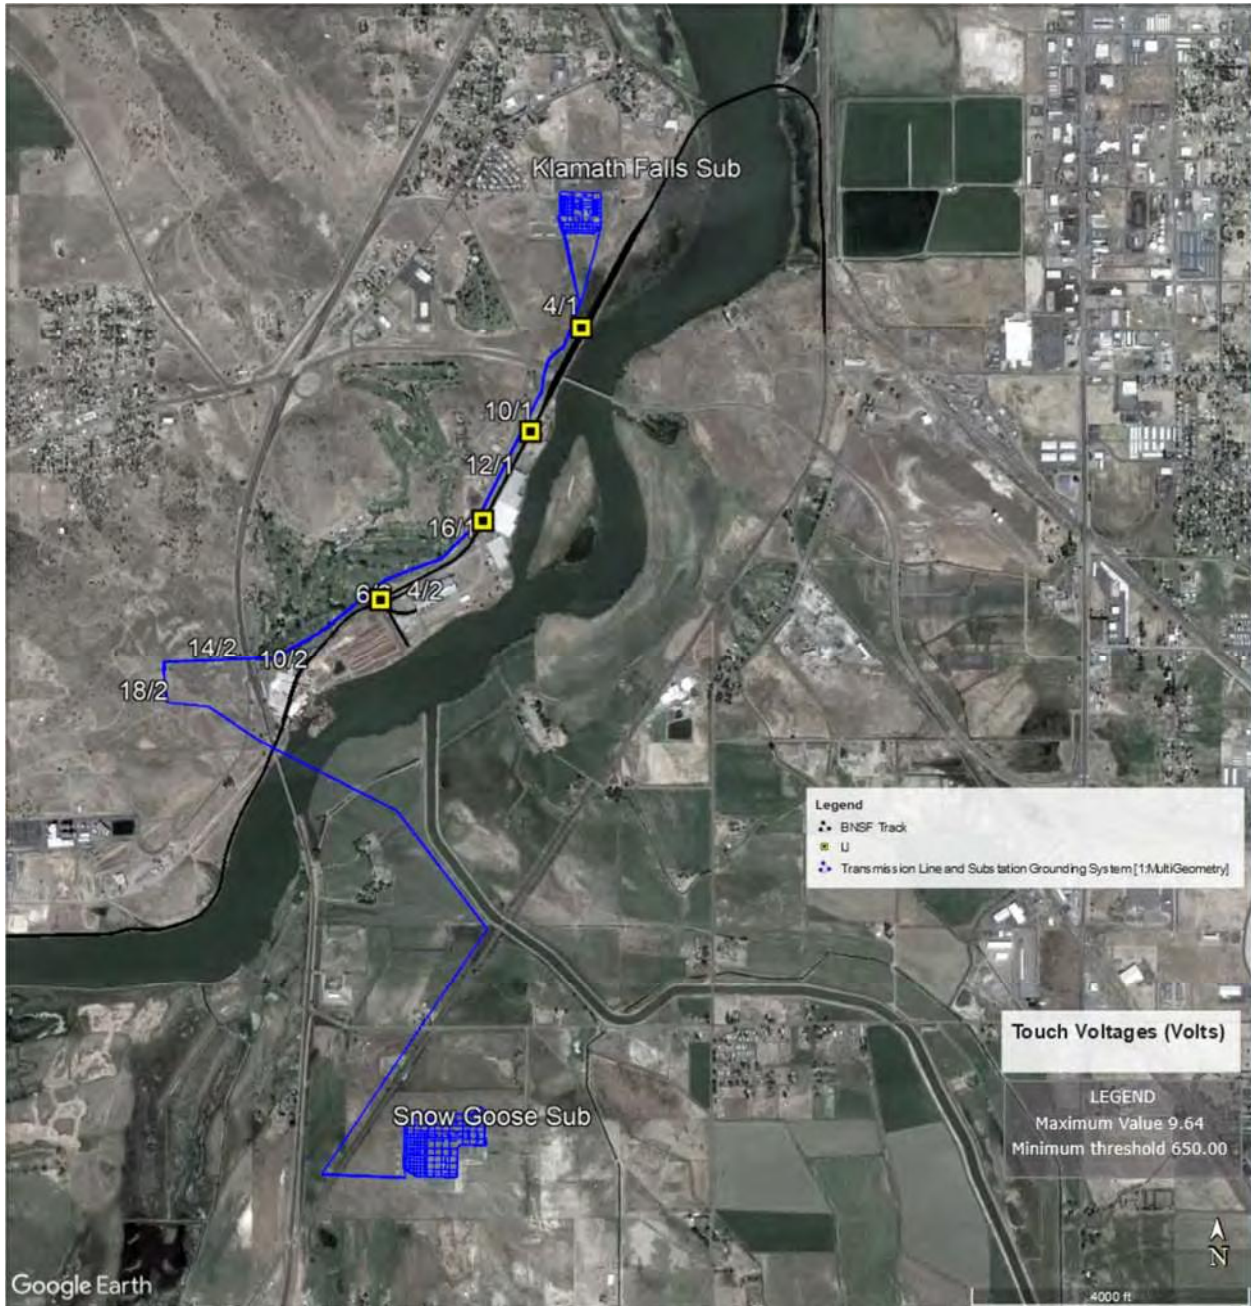 Klamath Falls Sub
4/1
10/1
12/1
16/1
4/2
14/2
10/2
18/2
Legend
BNSF Track
IJ
Transmission Line and Substation Grounding System [1:MultiGeometry]
Touch Voltages (Volts)
LEGEND
Maximum Value 9.64
Minimum threshold 650.00
Snow Goose Sub
N
Google Earth
4000 ft